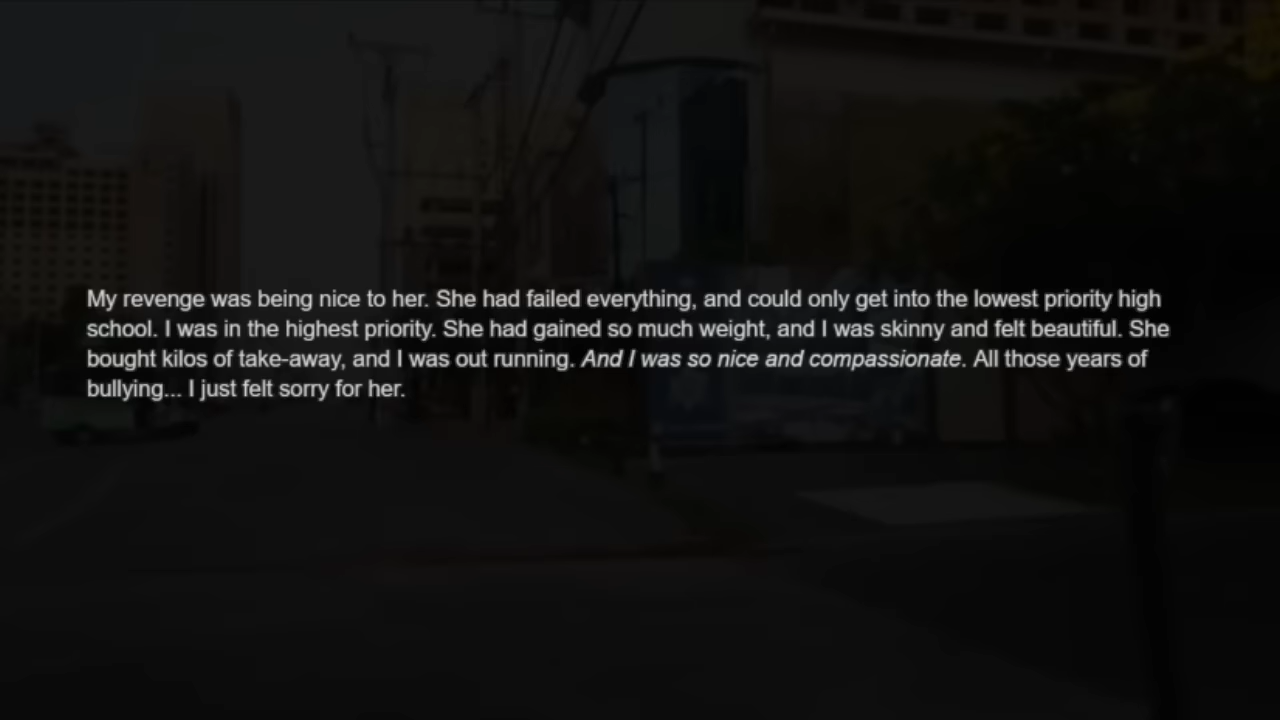 My revenge was being nice to her. She had failed everything, and could only get into the lowest priority high
school. I was in the highest priority. She had gained so much weight, and I was skinny and felt beautiful. She
bought kilos of take-away, and I was out running. And I was so nice and compassionate. All those years of
bullying... I just felt sorry for her.